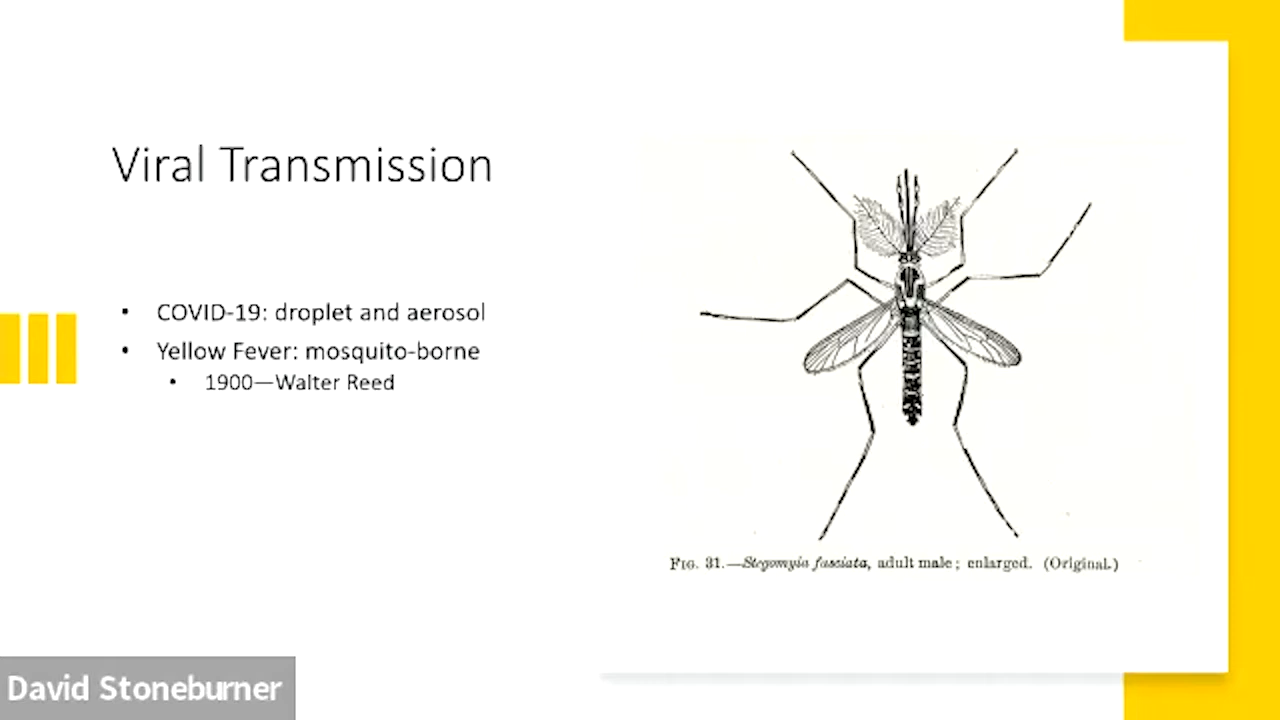 Viral Transmission
• COVID-19: droplet and aerosol
• Yellow Fever: mosquito-borne
• 1900—Walter Reed
FIG. 31.—Stegomyia fasciata, adult male; enlarged. (Original.)
David Stoneburner